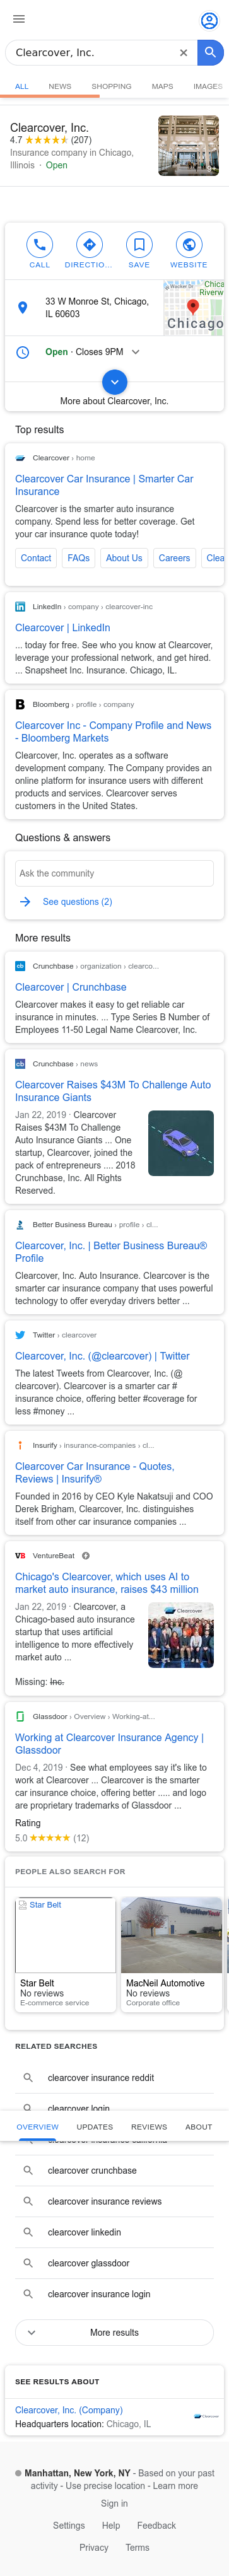 Clearcover, Inc.
ALL NEWS SHOPPING MAPS IMAGES
Clearcover, Inc.
4.7 ★★★★★ (207)
Insurance company in Chicago,
Illinois · Open
CALL DIRECTIO... SAVE WEBSITE
33 W Monroe St, Chicago,
IL 60603
Chicago
Riverw
Chicago
Open · Closes 9PM
More about Clearcover, Inc.
Top results
Clearcover › home
Clearcover Car Insurance | Smarter Car
Insurance
Clearcover is the smarter auto insurance
company. Spend less for better coverage. Get
your car insurance quote today!
Contact FAQs About Us Careers Clea
LinkedIn › company › clearcover-inc
Clearcover | LinkedIn
... today for free. See who you know at Clearcover,
leverage your professional network, and get hired.
... Snapsheet Inc. Insurance. Chicago, IL.
Bloomberg › profile › company
Clearcover Inc - Company Profile and News
- Bloomberg Markets
Clearcover, Inc. operates as a software
development company. The Company provides an
online platform for insurance users with different
products and services. Clearcover serves
customers in the United States.
Questions & answers
Ask the community
See questions (2)
More results
Crunchbase › organization › clearco...
Clearcover | Crunchbase
Clearcover makes it easy to get reliable car
insurance in minutes. ... Type Series B Number of
Employees 11-50 Legal Name Clearcover, Inc.
Crunchbase › news
Clearcover Raises $43M To Challenge Auto
Insurance Giants
Jan 22, 2019 · Clearcover
Raises $43M To Challenge
Auto Insurance Giants ... One
startup, Clearcover, joined the
pack of entrepreneurs .... 2018
Crunchbase, Inc. All Rights
Reserved.
Better Business Bureau › profile › cl...
Clearcover, Inc. | Better Business Bureau®
Profile
Clearcover, Inc. Auto Insurance. Clearcover is the
smarter car insurance company that uses powerful
technology to offer everyday drivers better ...
Twitter › clearcover
Clearcover, Inc. (@clearcover) | Twitter
The latest Tweets from Clearcover, Inc. (@
clearcover). Clearcover is a smarter car #
insurance choice, offering better #coverage for
less #money ...
Insurify › insurance-companies › cl...
Clearcover Car Insurance - Quotes,
Reviews | Insurify®
Founded in 2016 by CEO Kyle Nakatsuji and COO
Derek Brigham, Clearcover, Inc. distinguishes
itself from other car insurance companies ...
VB VentureBeat
Chicago's Clearcover, which uses AI to
market auto insurance, raises $43 million
Jan 22, 2019 · Clearcover, a
Chicago-based auto insurance
startup that uses artificial
intelligence to more effectively
market auto ...
Clearcover
Missing: Inc.
Glassdoor › Overview › Working-at...
Working at Clearcover Insurance Agency |
Glassdoor
Dec 4, 2019 · See what employees say it's like to
work at Clearcover ... Clearcover is the smarter
car insurance choice, offering better ..... and logo
are proprietary trademarks of Glassdoor ...
Rating
5.0 ★★★★★ (12)
PEOPLE ALSO SEARCH FOR
Star Belt
Star Belt
No reviews
E-commerce service
MacNeil Automotive
No reviews
Corporate office
RELATED SEARCHES
clearcover insurance reddit
clearcover login
OVERVIEW UPDATES REVIEWS ABOUT
clearcover insurance california
clearcover crunchbase
clearcover insurance reviews
clearcover linkedin
clearcover glassdoor
clearcover insurance login
More results
SEE RESULTS ABOUT
Clearcover, Inc. (Company)
Headquarters location: Chicago, IL
Clearcover
Manhattan, New York, NY - Based on your past
activity - Use precise location - Learn more
Sign in
Settings Help Feedback
Privacy Terms